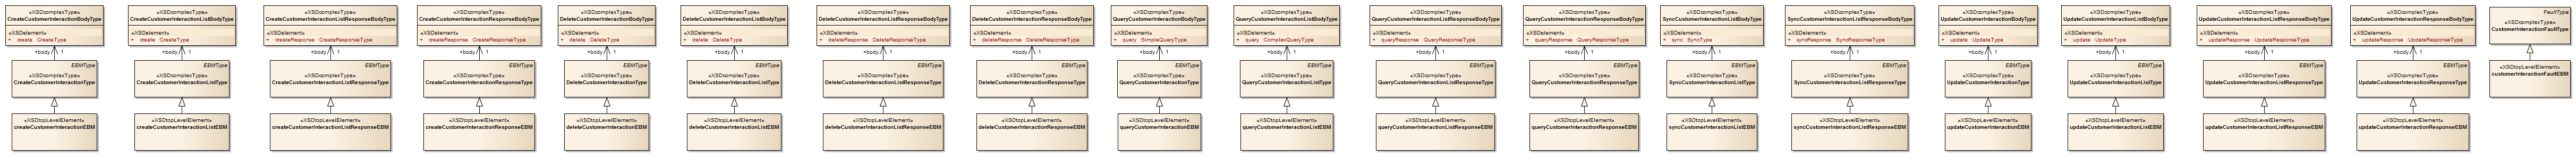 «XSDcomplexType»
CreateCustomerInteractionBodyType
«XSDelement»
+ create :CreateType
+body 1
EBMType
«XSDcomplexType»
CreateCustomerInteractionType
«XSDtopLevelElement»
createCustomerInteractionEBM
«XSDcomplexType»
CreateCustomerInteractionListBodyType
«XSDelement»
+ create :CreateType
+body 1
EBMType
«XSDcomplexType»
CreateCustomerInteractionListType
«XSDtopLevelElement»
createCustomerInteractionListEBM
«XSDcomplexType»
CreateCustomerInteractionListResponseBodyType
«XSDelement»
+ createResponse :CreateResponseType
+body 1
EBMType
«XSDcomplexType»
CreateCustomerInteractionListResponseType
«XSDtopLevelElement»
createCustomerInteractionListResponseEBM
«XSDcomplexType»
CreateCustomerInteractionResponseBodyType
«XSDelement»
+ createResponse :CreateResponseType
+body 1
EBMType
«XSDcomplexType»
CreateCustomerInteractionResponseType
«XSDtopLevelElement»
createCustomerInteractionResponseEBM
«XSDcomplexType»
DeleteCustomerInteractionBodyType
«XSDelement»
+ delete :DeleteType
+body 1
EBMType
«XSDcomplexType»
DeleteCustomerInteractionType
«XSDtopLevelElement»
deleteCustomerInteractionEBM
«XSDcomplexType»
DeleteCustomerInteractionListBodyType
«XSDelement»
+ delete :DeleteType
+body 1
EBMType
«XSDcomplexType»
DeleteCustomerInteractionListType
«XSDtopLevelElement»
deleteCustomerInteractionListEBM
«XSDcomplexType»
DeleteCustomerInteractionListResponseBodyType
«XSDelement»
+ deleteResponse :DeleteResponseType
+body 1
EBMType
«XSDcomplexType»
DeleteCustomerInteractionListResponseType
«XSDtopLevelElement»
deleteCustomerInteractionListResponseEBM
«XSDcomplexType»
DeleteCustomerInteractionResponseBodyType
«XSDelement»
+ deleteResponse :DeleteResponseType
+body 1
EBMType
«XSDcomplexType»
DeleteCustomerInteractionResponseType
«XSDtopLevelElement»
deleteCustomerInteractionResponseEBM
«XSDcomplexType»
QueryCustomerInteractionBodyType
«XSDelement»
+ query :SimpleQueryType
+body 1
EBMType
«XSDcomplexType»
QueryCustomerInteractionType
«XSDtopLevelElement»
queryCustomerInteractionEBM
«XSDcomplexType»
QueryCustomerInteractionListBodyType
«XSDelement»
+ query :ComplexQueryType
+body 1
EBMType
«XSDcomplexType»
QueryCustomerInteractionListType
«XSDtopLevelElement»
queryCustomerInteractionListEBM
«XSDcomplexType»
QueryCustomerInteractionListResponseBodyType
«XSDelement»
+ queryResponse :QueryResponseType
+body 1
EBMType
«XSDcomplexType»
QueryCustomerInteractionListResponseType
«XSDtopLevelElement»
queryCustomerInteractionListResponseEBM
«XSDcomplexType»
QueryCustomerInteractionResponseBodyType
«XSDelement»
+ queryResponse :QueryResponseType
+body 1
EBMType
«XSDcomplexType»
QueryCustomerInteractionResponseType
«XSDtopLevelElement»
queryCustomerInteractionResponseEBM
«XSDcomplexType»
SyncCustomerInteractionListBodyType
«XSDelement»
+ sync :SyncType
+body 1
EBMType
«XSDcomplexType»
SyncCustomerInteractionListType
«XSDtopLevelElement»
syncCustomerInteractionListEBM
«XSDcomplexType»
SyncCustomerInteractionListResponseBodyType
«XSDelement»
+ syncResponse :SyncResponseType
+body 1
EBMType
«XSDcomplexType»
SyncCustomerInteractionListResponseType
«XSDtopLevelElement»
syncCustomerInteractionListResponseEBM
«XSDcomplexType»
UpdateCustomerInteractionBodyType
«XSDelement»
+ update :UpdateType
+body 1
EBMType
«XSDcomplexType»
UpdateCustomerInteractionType
«XSDtopLevelElement»
updateCustomerInteractionEBM
«XSDcomplexType»
UpdateCustomerInteractionListBodyType
«XSDelement»
+ update :UpdateType
+body 1
EBMType
«XSDcomplexType»
UpdateCustomerInteractionListType
«XSDtopLevelElement»
updateCustomerInteractionListEBM
«XSDcomplexType»
UpdateCustomerInteractionListResponseBodyType
«XSDelement»
+ updateResponse :UpdateResponseType
+body 1
EBMType
«XSDcomplexType»
UpdateCustomerInteractionListResponseType
«XSDtopLevelElement»
updateCustomerInteractionListResponseEBM
«XSDcomplexType»
UpdateCustomerInteractionResponseBodyType
«XSDelement»
+ updateResponse :UpdateResponseType
+body 1
EBMType
«XSDcomplexType»
UpdateCustomerInteractionResponseType
«XSDtopLevelElement»
updateCustomerInteractionResponseEBM
FaultType
«XSDcomplexType»
CustomerInteractionFaultType
«XSDtopLevelElement»
customerInteractionFaultEBM